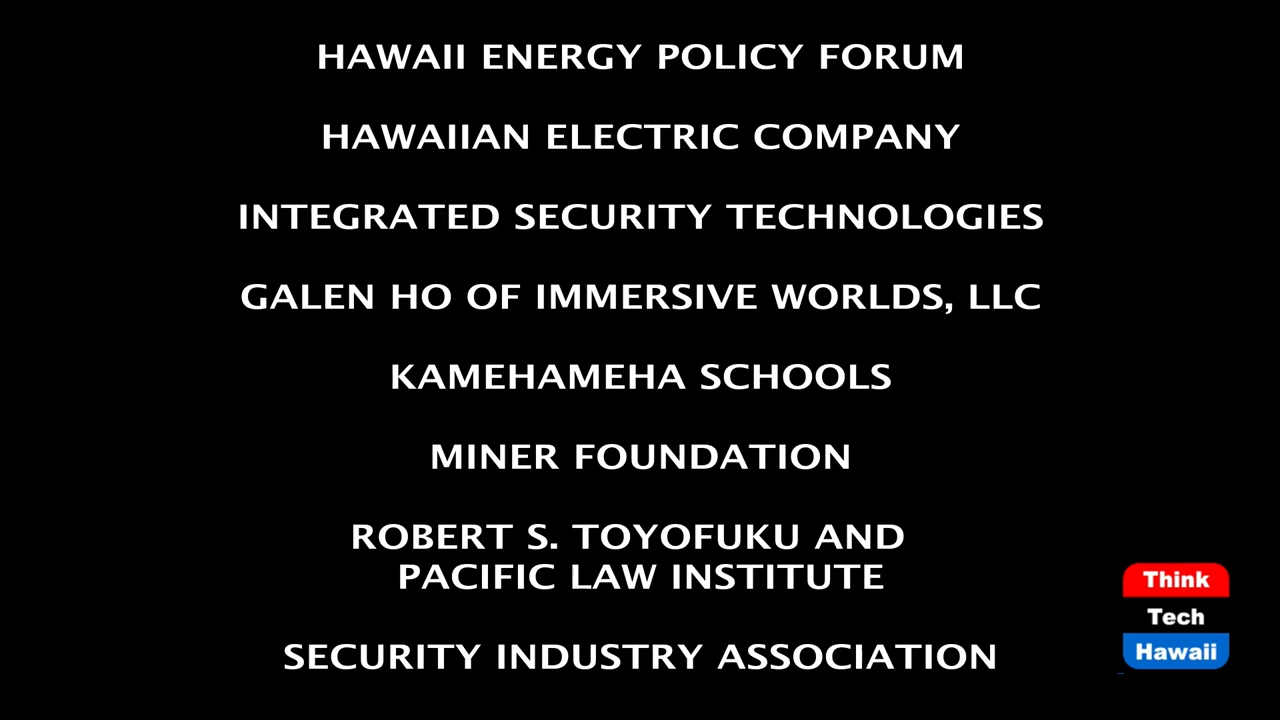 HAWAII ENERGY POLICY FORUM
HAWAIIAN ELECTRIC COMPANY
INTEGRATED SECURITY TECHNOLOGIES
GALEN HO OF IMMERSIVE WORLDS, LLC
KAMEHAMEHA SCHOOLS
MINER FOUNDATION
ROBERT S. TOYOFUKU AND
PACIFIC LAW INSTITUTE
SECURITY INDUSTRY ASSOCIATION
Think
Tech
Hawaii